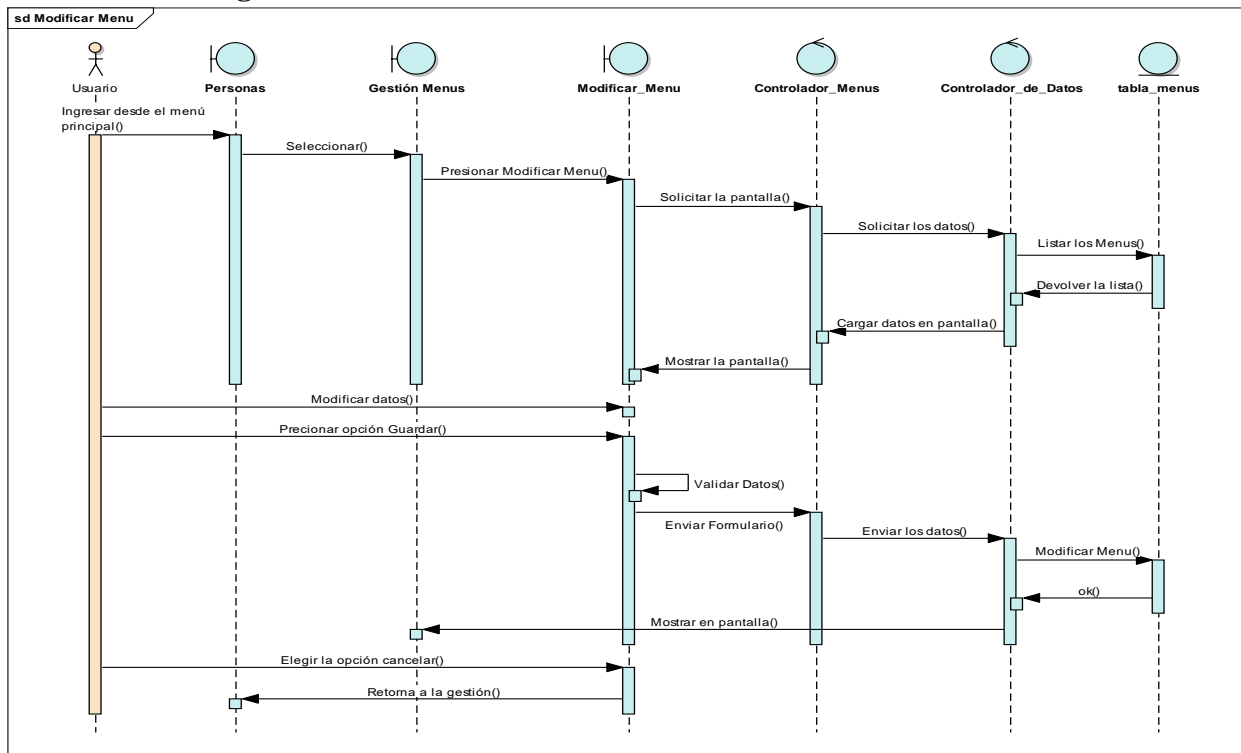 sd Modificar Menu
Usuario
Personas
Gestión Menus
Modificar_Menu
Controlador_Menus
Controlador_de_Datos
tabla_menus
Ingresar desde el menú
principal()
Seleccionar()
Presionar Modificar Menu()
Solicitar la pantalla()
Solicitar los datos()
Listar los Menus()
Devolver la lista()
Cargar datos en pantalla()
Mostrar la pantalla()
Modificar datos()
Precionar opción Guardar()
Validar Datos()
Enviar Formulario()
Enviar los datos()
Modificar Menu()
ok()
Mostrar en pantalla()
Elegir la opción cancelar()
Retorna a la gestión()